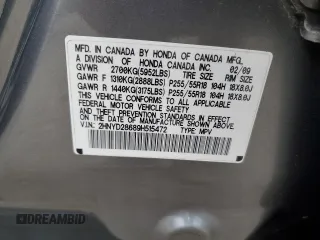 MFD. IN CANADA BY HONDA OF CANADA MFG.,
A DIVISION OF HONDA CANADA INC. 02/09
GVWR 2700KG(5952LBS) TIRE SIZE RIM SIZE
GAWR F 1310KG(2888LBS) P255/55R18 104H 18X8.0J
GAWR R 1440KG(3175LBS) P255/55R18 104H 18X8.0J
THIS VEHICLE CONFORMS TO ALL APPLICABLE
FEDERAL MOTOR VEHICLE SAFETY AND
THEFT PREVENTION STANDARDS IN EFFECT
ON THE DATE OF MANUFACTURE SHOWN ABOVE.
V.I.N.: 2HNYD28689H515472 TYPE: MPV
DREAMBID